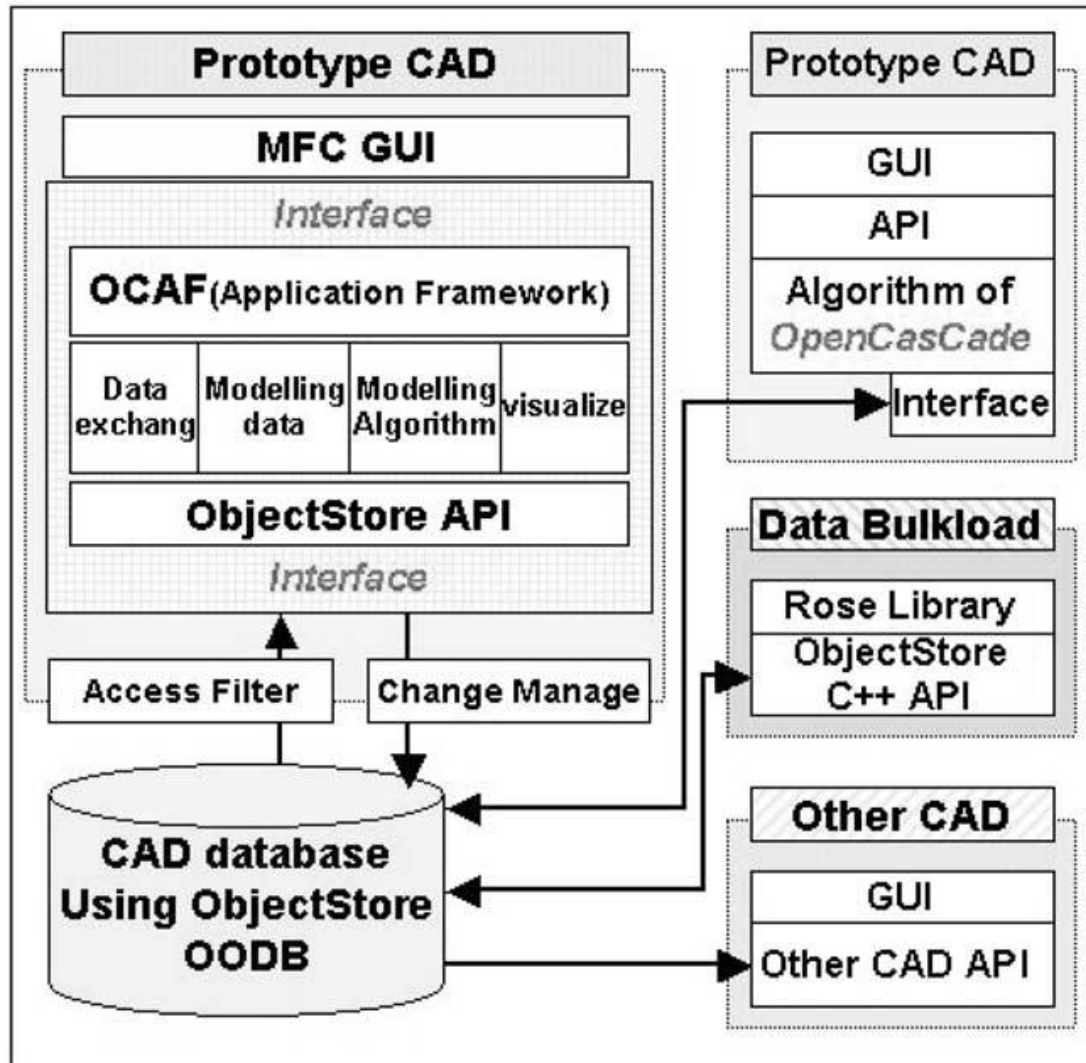 Prototype CAD
MFC GUI
Interface
OCAF(Application Framework)
Data
exchang
Modelling
data
Modelling
Algorithm
visualize
ObjectStore API
Interface
Access Filter
Change Manage
CAD database
Using ObjectStore
OODB
Prototype CAD
GUI
API
Algorithm of
OpenCasCade
Interface
Data Bulkload
Rose Library
ObjectStore
C++ API
Other CAD
GUI
Other CAD API